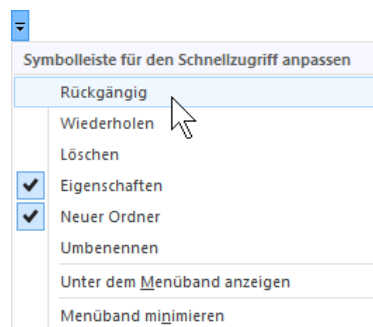 Symbolleiste für den Schnellzugriff anpassen
Rückgängig
Wiederholen
Löschen
Eigenschaften
Neuer Ordner
Umbenennen
Unter dem Menüband anzeigen
Menüband minimieren